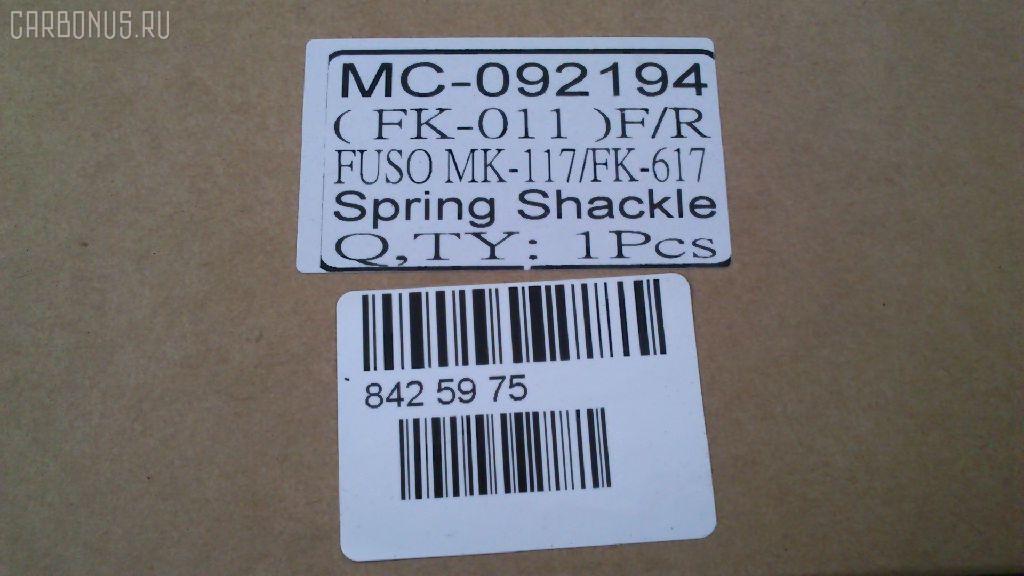 CARBONUS.RU
MC-092194
( FK-011 )F/R
FUSO MK-117/FK-617
Spring Shackle
Q,TY: 1Pcs
842 59 75